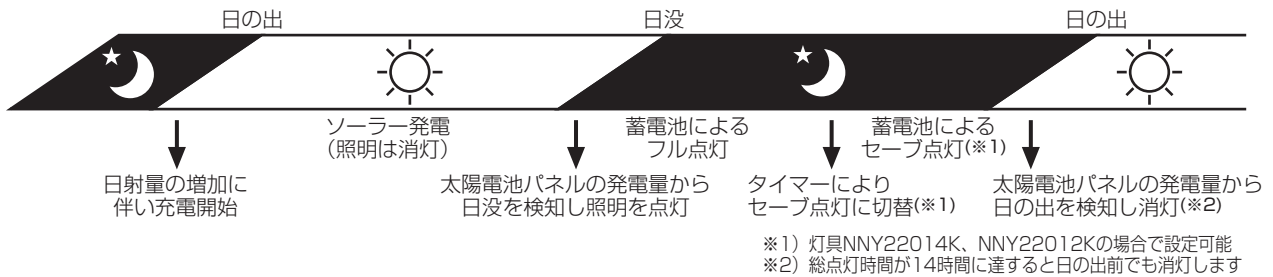 日の出
日没
日の出
ソーラー発電
（照明は消灯）
蓄電池による
フル点灯
蓄電池による
セーブ点灯(※1)
日射量の増加に
伴い充電開始
太陽電池パネルの発電量から
日没を検知し照明を点灯
タイマーにより
セーブ点灯に切替(※1)
太陽電池パネルの発電量から
日の出を検知し消灯(※2)
※1）灯具NNY22014K、NNY22012Kの場合で設定可能
※2）総点灯時間が14時間に達すると日の出前でも消灯します